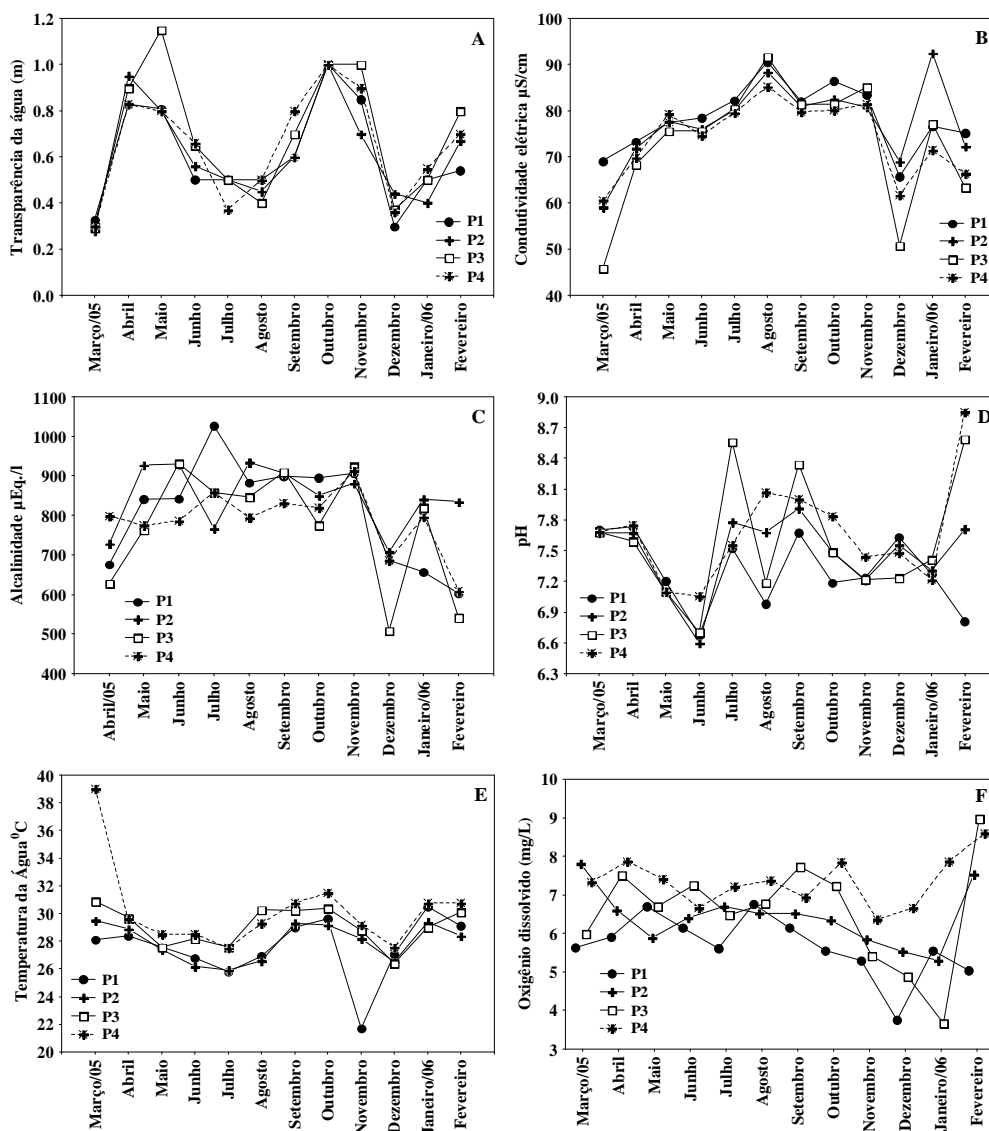 A
Transparência da água (m)
1.2
1.0
0.8
0.6
0.4
0.2
0.0
P1
P2
P3
P4
Março/05
Abril
Maio
Junho
Julho
Agosto
Setembro
Outubro
Novembro
Dezembro
Janeiro/06
Fevereiro
B
Condutividade elétrica µS/cm
100
90
80
70
60
50
40
P1
P2
P3
P4
Março/05
Abril
Maio
Junho
Julho
Agosto
Setembro
Outubro
Novembro
Dezembro
Janeiro/06
Fevereiro
C
Alcalinidade µEq./l
1100
1000
900
800
700
600
500
400
P1
P2
P3
P4
Abril/05
Maio
Junho
Julho
Agosto
Setembro
Outubro
Novembro
Dezembro
Janeiro/06
Fevereiro
D
pH
9.0
8.7
8.4
8.1
7.8
7.5
7.2
6.9
6.6
6.3
P1
P2
P3
P4
Março/05
Abril
Maio
Junho
Julho
Agosto
Setembro
Outubro
Novembro
Dezembro
Janeiro/06
Fevereiro
E
Temperatura da Água ⁰C
40
38
36
34
32
30
28
26
24
22
20
P1
P2
P3
P4
Março/05
Abril
Maio
Junho
Julho
Agosto
Setembro
Outubro
Novembro
Dezembro
Janeiro/06
Fevereiro
F
Oxigênio dissolvido (mg/L)
10
9
8
7
6
5
4
3
P1
P2
P3
P4
Março/05
Abril
Maio
Junho
Julho
Agosto
Setembro
Outubro
Novembro
Dezembro
Janeiro/06
Fevereiro